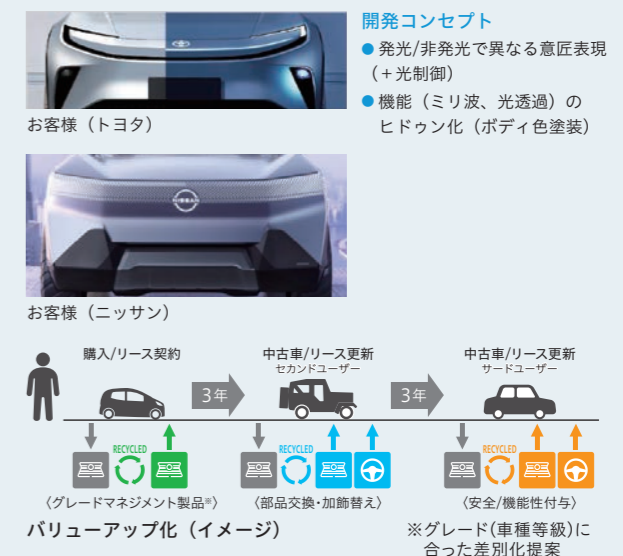 開発コンセプト
●発光/非発光で異なる意匠表現
（+光制御）
●機能（ミリ波、光透過）の
ヒドゥン化（ボディ色塗装）
お客様（トヨタ）
NISSAN
お客様（ニッサン）
購入/リース契約
3年
中古車/リース更新
セカンドユーザー
3年
中古車/リース更新
サードユーザー
RECYCLED
RECYCLED
RECYCLED
〈グレードマネジメント製品※〉
〈部品交換・加飾替え〉
〈安全/機能性付与〉
バリューアップ化（イメージ）
※グレード(車種等級)に
合った差別化提案